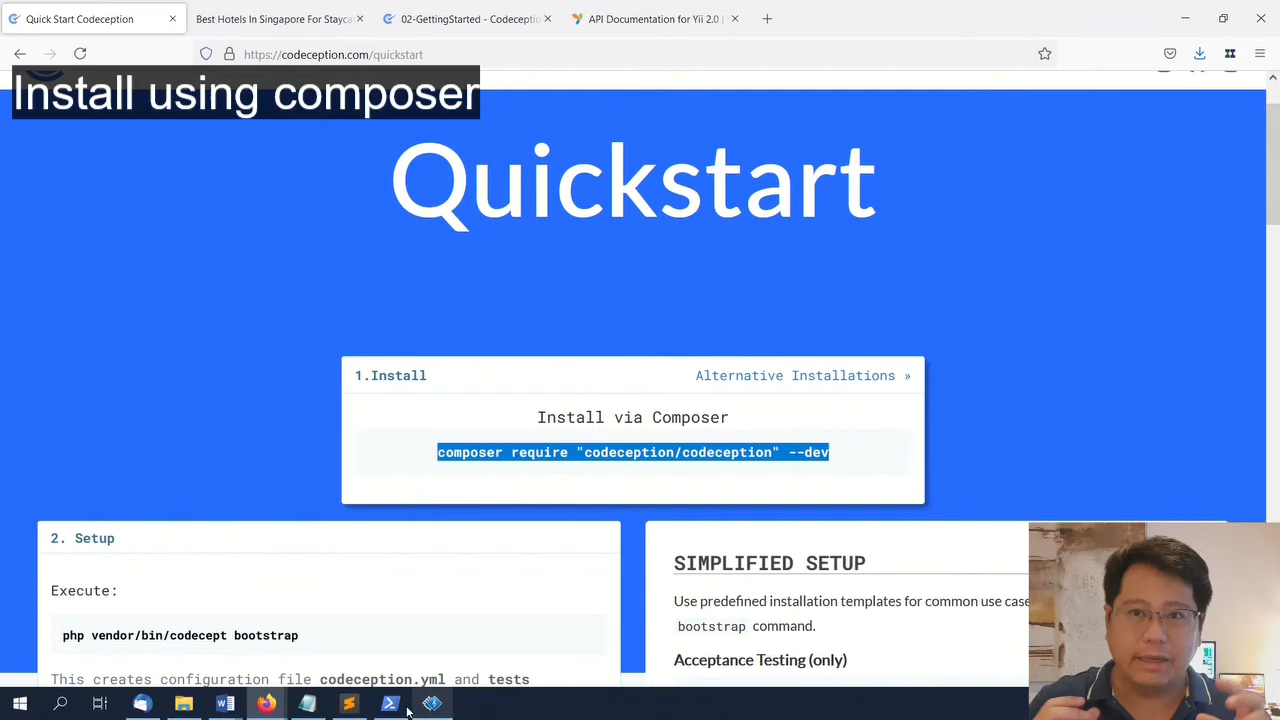 Quick Start Codeception
Best Hotels In Singapore For Stayca
02-GettingStarted - Codeceptio
API Documentation for Yii 2.0 |
https://codeception.com/quickstart
Install using composer
Quickstart
1.Install
Alternative Installations »
Install via Composer
composer require "codeception/codeception" --dev
2. Setup
Execute:
php vendor/bin/codecept bootstrap
This creates configuration file codeception.yml and tests
SIMPLIFIED SETUP
Use predefined installation templates for common use case
bootstrap command.
Acceptance Testing (only)